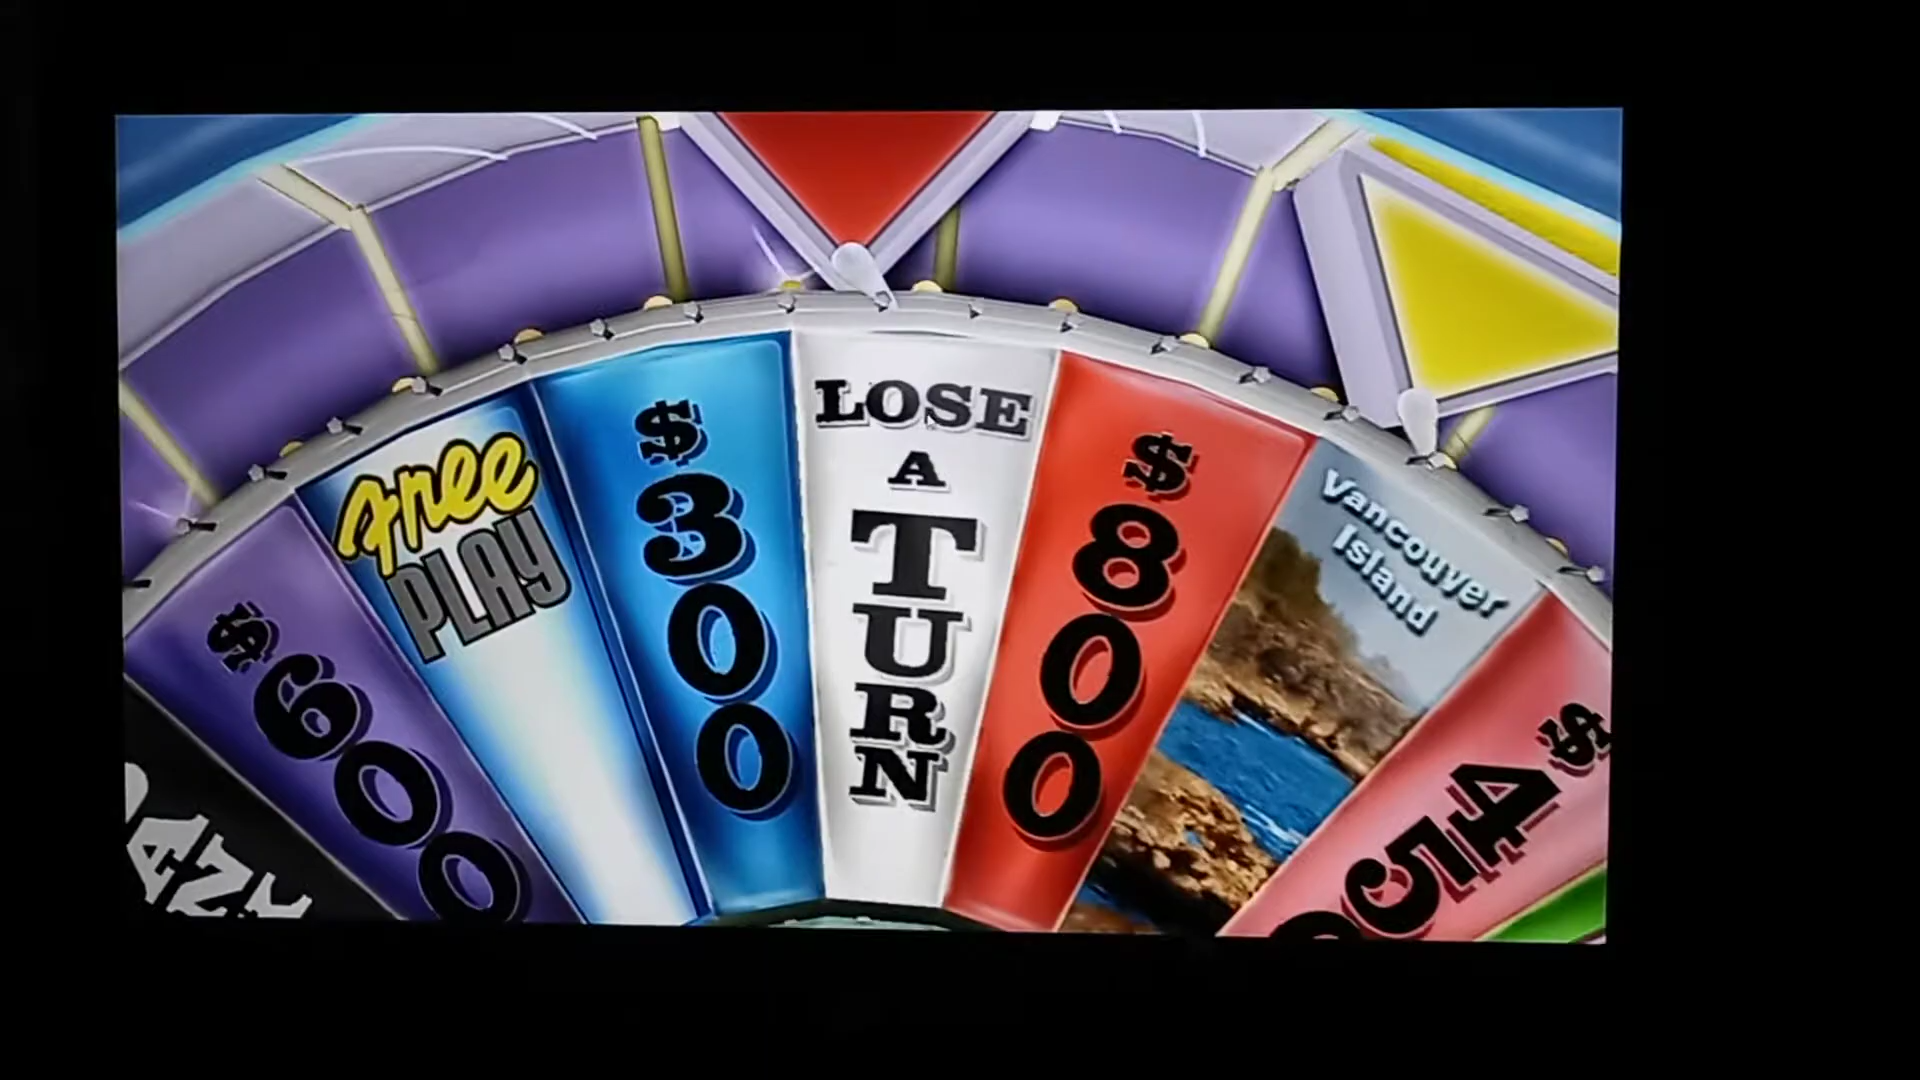 $600
free
PLAY
$300
LOSE
A
TURN
$800
Vancouver
Island
$450